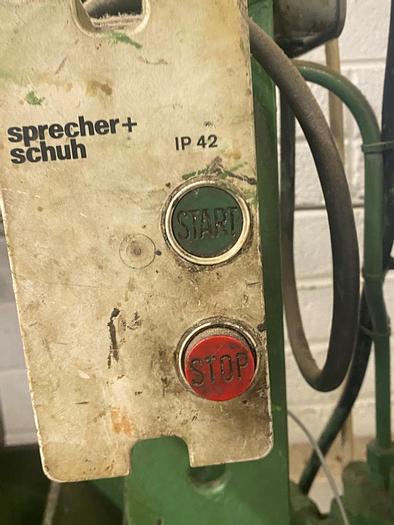 sprecher+
schuh
IP 42
START
STOP